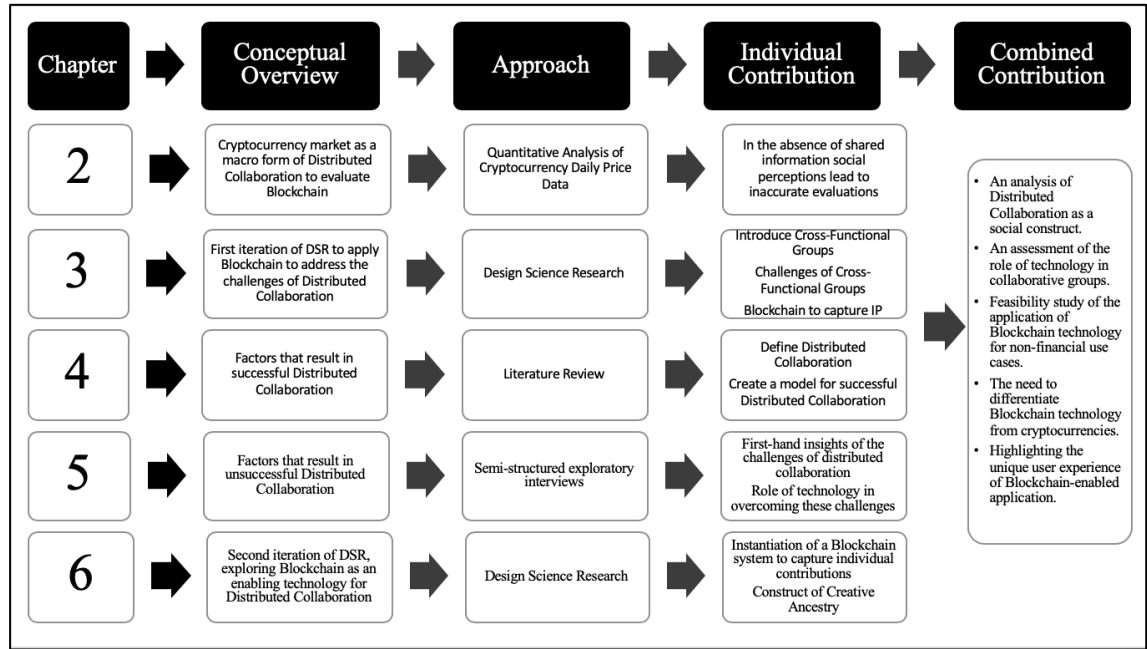 Chapter
Conceptual
Overview
Approach
Individual
Contribution
Combined
Contribution
2
Cryptocurrency market as a
macro form of Distributed
Collaboration to evaluate
Blockchain
Quantitative Analysis of
Cryptocurrency Daily Price
Data
In the absence of shared
information social
perceptions lead to
inaccurate evaluations
3
First iteration of DSR to apply
Blockchain to address the
challenges of Distributed
Collaboration
Design Science Research
Introduce Cross-Functional
Groups
Challenges of Cross-
Functional Groups
Blockchain to capture IP
4
Factors that result in
successful Distributed
Collaboration
Literature Review
Define Distributed
Collaboration
Create a model for successful
Distributed Collaboration
5
Factors that result in
unsuccessful Distributed
Collaboration
Semi-structured exploratory
interviews
First-hand insights of the
challenges of distributed
collaboration
Role of technology in
overcoming these challenges
6
Second iteration of DSR,
exploring Blockchain as an
enabling technology for
Distributed Collaboration
Design Science Research
Instantiation of a Blockchain
system to capture individual
contributions
Construct of Creative
Ancestry
• An analysis of
Distributed
Collaboration as a
social construct.
• An assessment of the
role of technology in
collaborative groups.
• Feasibility study of the
application of
Blockchain technology
for non-financial use
cases.
• The need to
differentiate
Blockchain technology
from cryptocurrencies.
• Highlighting the
unique user experience
of Blockchain-enabled
application.